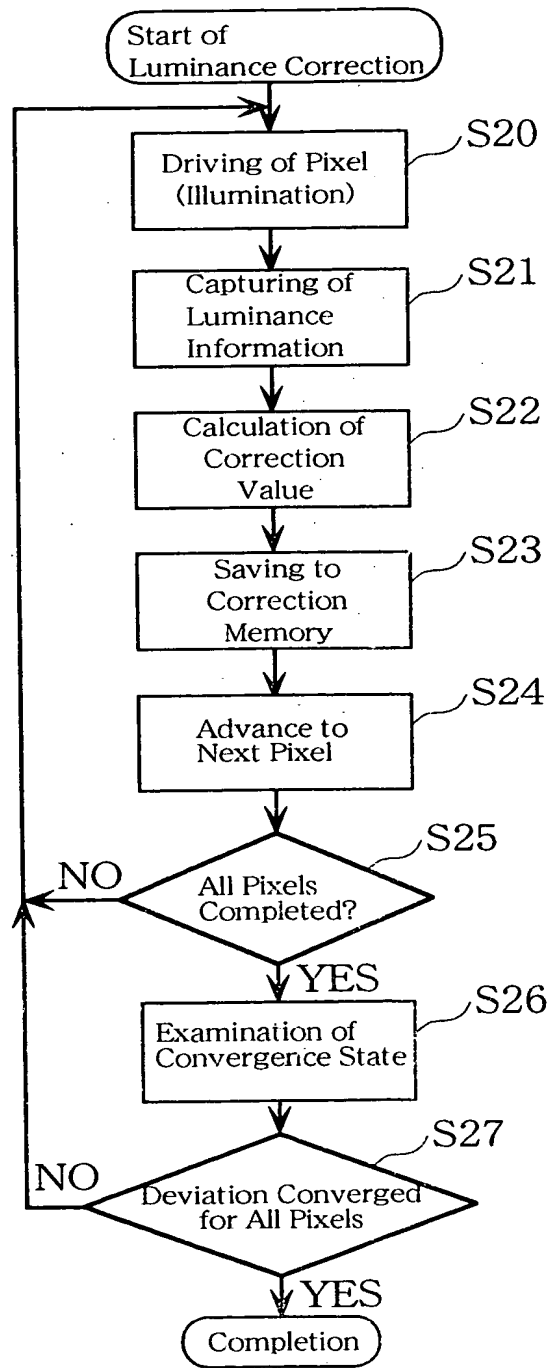 Start of
Luminance Correction
S20
Driving of Pixel
(Illumination)
S21
Capturing of
Luminance
Information
S22
Calculation of
Correction
Value
S23
Saving to
Correction
Memory
S24
Advance to
Next Pixel
S25
NO
All Pixels
Completed?
YES
S26
Examination of
Convergence State
S27
NO
Deviation Converged
for All Pixels
YES
Completion